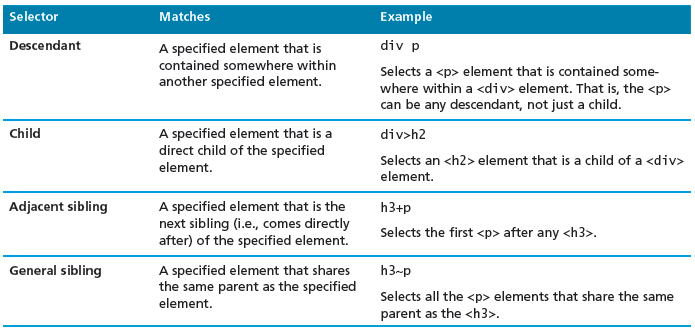 Selector Matches Example
Descendant A specified element that is contained somewhere within another specified element. div p
Selects a <p> element that is contained some-
where within a <div> element. That is, the <p>
can be any descendant, not just a child.
Child A specified element that is a direct child of the specified element. div>h2
Selects an <h2> element that is a child of a <div>
element.
Adjacent sibling A specified element that is the next sibling (i.e., comes directly after) of the specified element. h3+p
Selects the first <p> after any <h3>.
General sibling A specified element that shares the same parent as the specified element. h3~p
Selects all the <p> elements that share the same
parent as the <h3>.